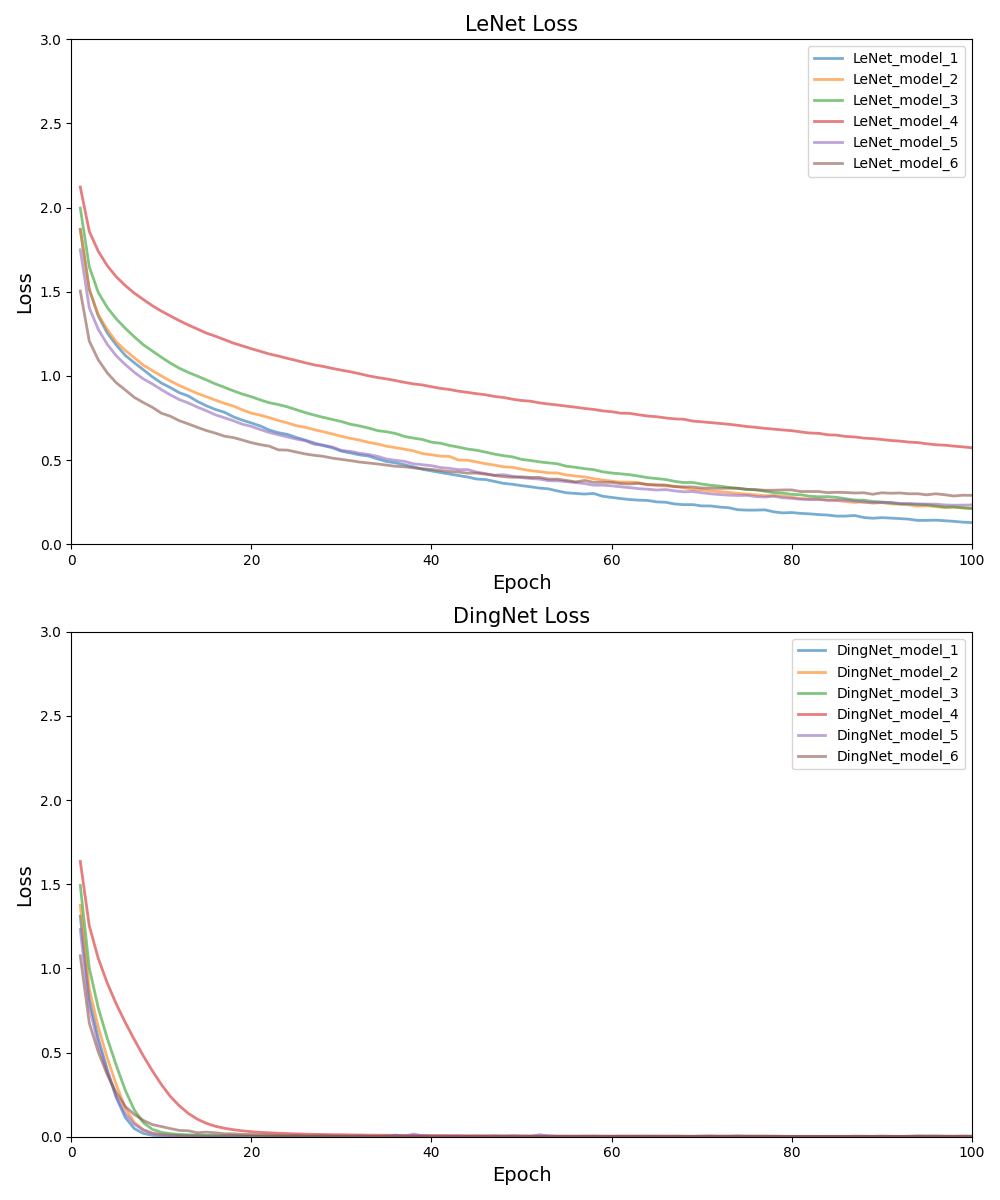 LeNet Loss
3.0
2.5
2.0
1.5
1.0
0.5
0.0
Loss
LeNet_model_1
LeNet_model_2
LeNet_model_3
LeNet_model_4
LeNet_model_5
LeNet_model_6
0 20 40 60 80 100
Epoch
DingNet Loss
3.0
2.5
2.0
1.5
1.0
0.5
0.0
Loss
DingNet_model_1
DingNet_model_2
DingNet_model_3
DingNet_model_4
DingNet_model_5
DingNet_model_6
0 20 40 60 80 100
Epoch